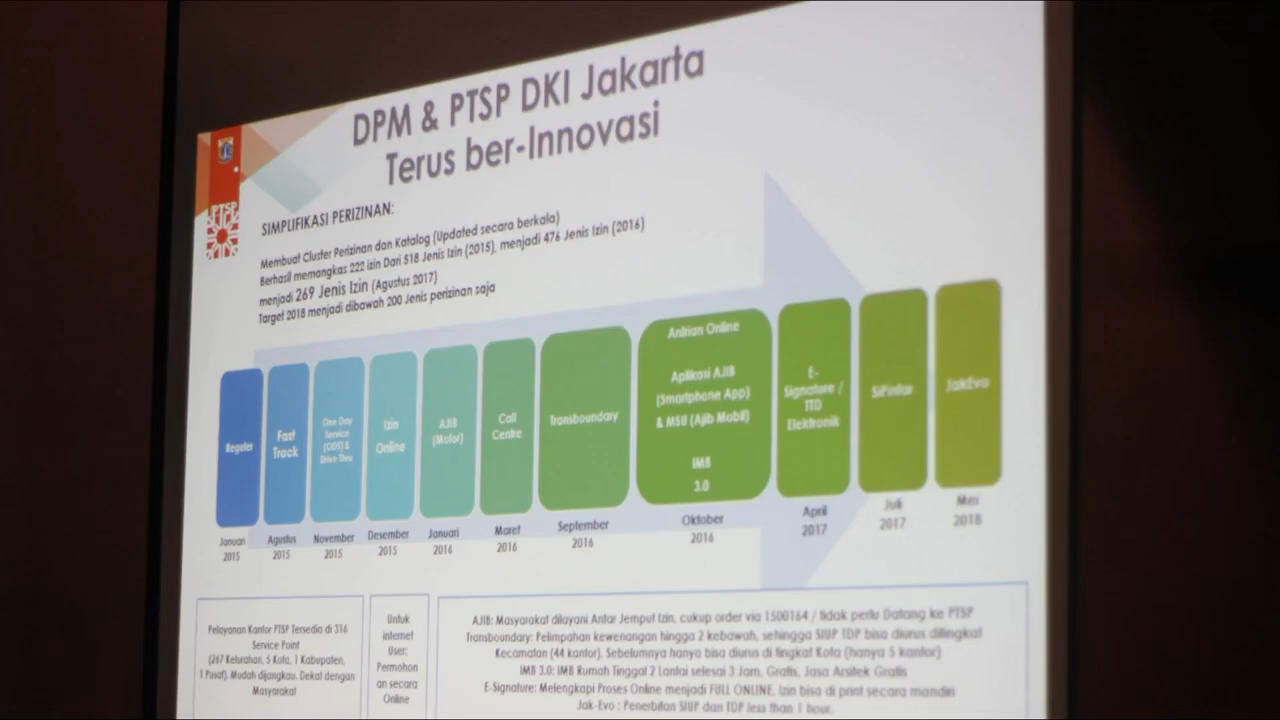 DPM & PTSP DKI Jakarta
Terus ber-Innovasi
PTSP
SIMPLIFIKASI PERIZINAN:
Membuat Cluster Perizinan dan Katalog (Updated secara berkala)
Berhasil memangkas 222 izin Dari 518 Jenis Izin (2015), menjadi 476 Jenis Izin (2016)
menjadi 269 Jenis Izin (Agustus 2017)
Target 2018 menjadi dibawah 200 Jenis perizinan saja
Reguler
Januari
2015
Fast
Track
Agustus
2015
One Day
Service
(ODS) &
Drive Thru
November
2015
Izin
Online
Desember
2015
AJIB
(Motor)
Januari
2016
Call
Centre
Maret
2016
Transboundary
September
2016
Antrian Online
Aplikasi AJIB
(Smartphone App)
& MSU (Ajib Mobil)
IMB
3.0
Oktober
2016
E-
Signature /
TTD
Elektronik
April
2017
SiPintar
Juli
2017
JakEvo
Mei
2018
Pelayanan Kantor PTSP Tersedia di 316
Service Point
(267 Kelurahan, 5 Kota, 1 Kabupaten,
1 Pusat). Mudah dijangkau. Dekat dengan
Masyarakat
Untuk
internet
User:
Permohon
an secara
Online
AJIB: Masyarakat dilayani Antar Jemput Izin, cukup order via 1500164 / tidak perlu Datang ke PTSP
Transboundary: Pelimpahan kewenangan hingga 2 kebawah, sehingga SIUP TDP bisa diurus ditingkat
Kecamatan (44 kantor). Sebelumnya hanya bisa diurus di tingkat Kota (hanya 5 kantor)
IMB 3.0: IMB Rumah Tinggal 2 Lantai selesai 3 Jam, Gratis, Jasa Arsitek Gratis
E-Signature: Melengkapi Proses Online menjadi FULL ONLINE. Izin bisa di print secara mandiri
Jak-Evo : Penerbitan SIUP dan TDP less than 1 hour.